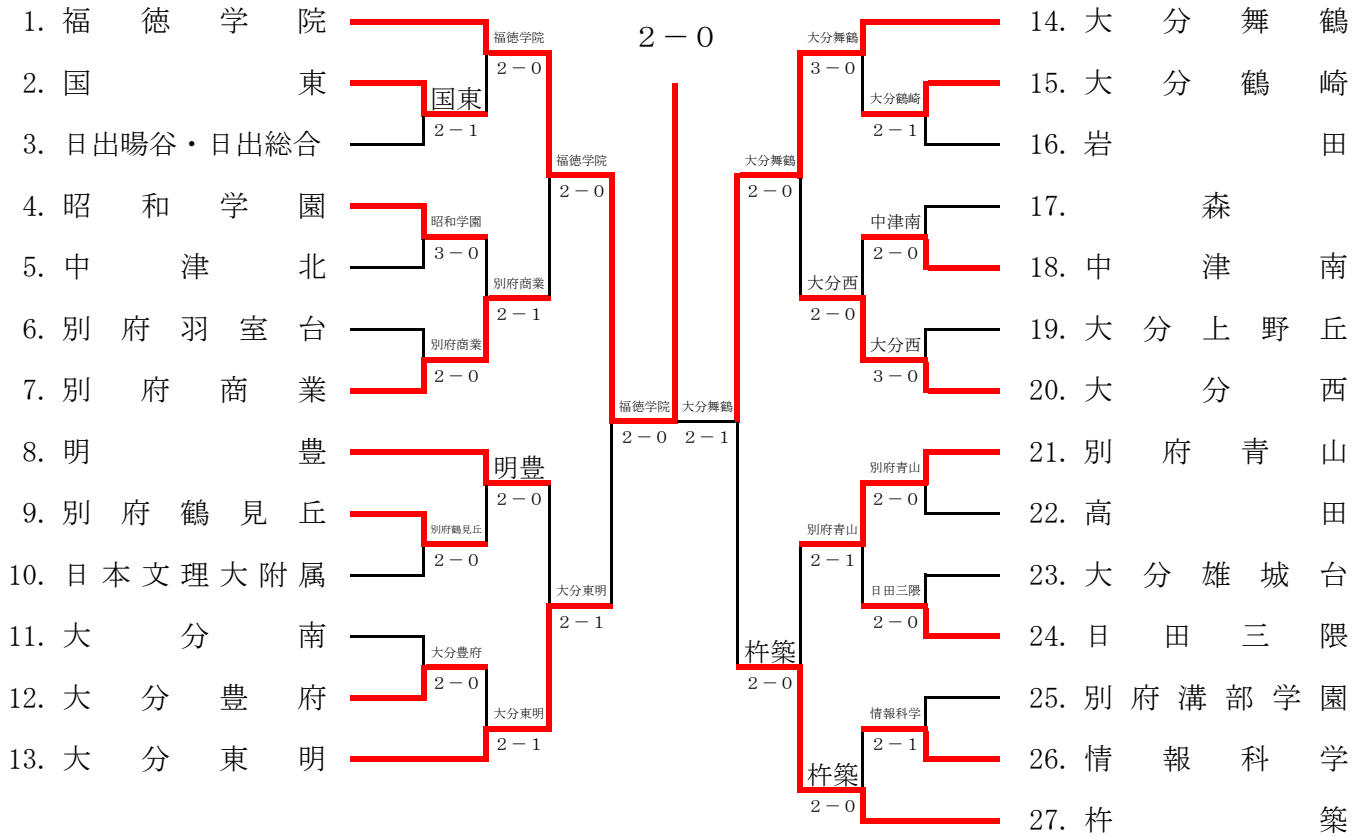 1. 福徳学院
2. 国東
3. 日出暘谷・日出総合
4. 昭和学園
5. 中津北
6. 別府羽室台
7. 別府商業
8. 明豊
9. 別府鶴見丘
10. 日本文理大附属
11. 大分南
12. 大分豊府
13. 大分東明
国東
2－1
昭和学園
3－0
別府商業
2－0
別府鶴見丘
2－0
大分豊府
2－0
福徳学院
2－0
別府商業
2－1
明豊
2－0
大分東明
2－1
福徳学院
2－0
大分東明
2－1
福徳学院
2－0
2－0
大分舞鶴
2－1
大分舞鶴
2－0
杵築
2－0
大分舞鶴
3－0
大分西
2－0
別府青山
2－1
杵築
2－0
大分鶴崎
2－1
中津南
2－0
大分西
3－0
別府青山
2－0
日田三隈
2－0
情報科学
2－1
14. 大分舞鶴
15. 大分鶴崎
16. 岩田
17. 森
18. 中津南
19. 大分上野丘
20. 大分西
21. 別府青山
22. 高田
23. 大分雄城台
24. 日田三隈
25. 別府溝部学園
26. 情報科学
27. 杵築